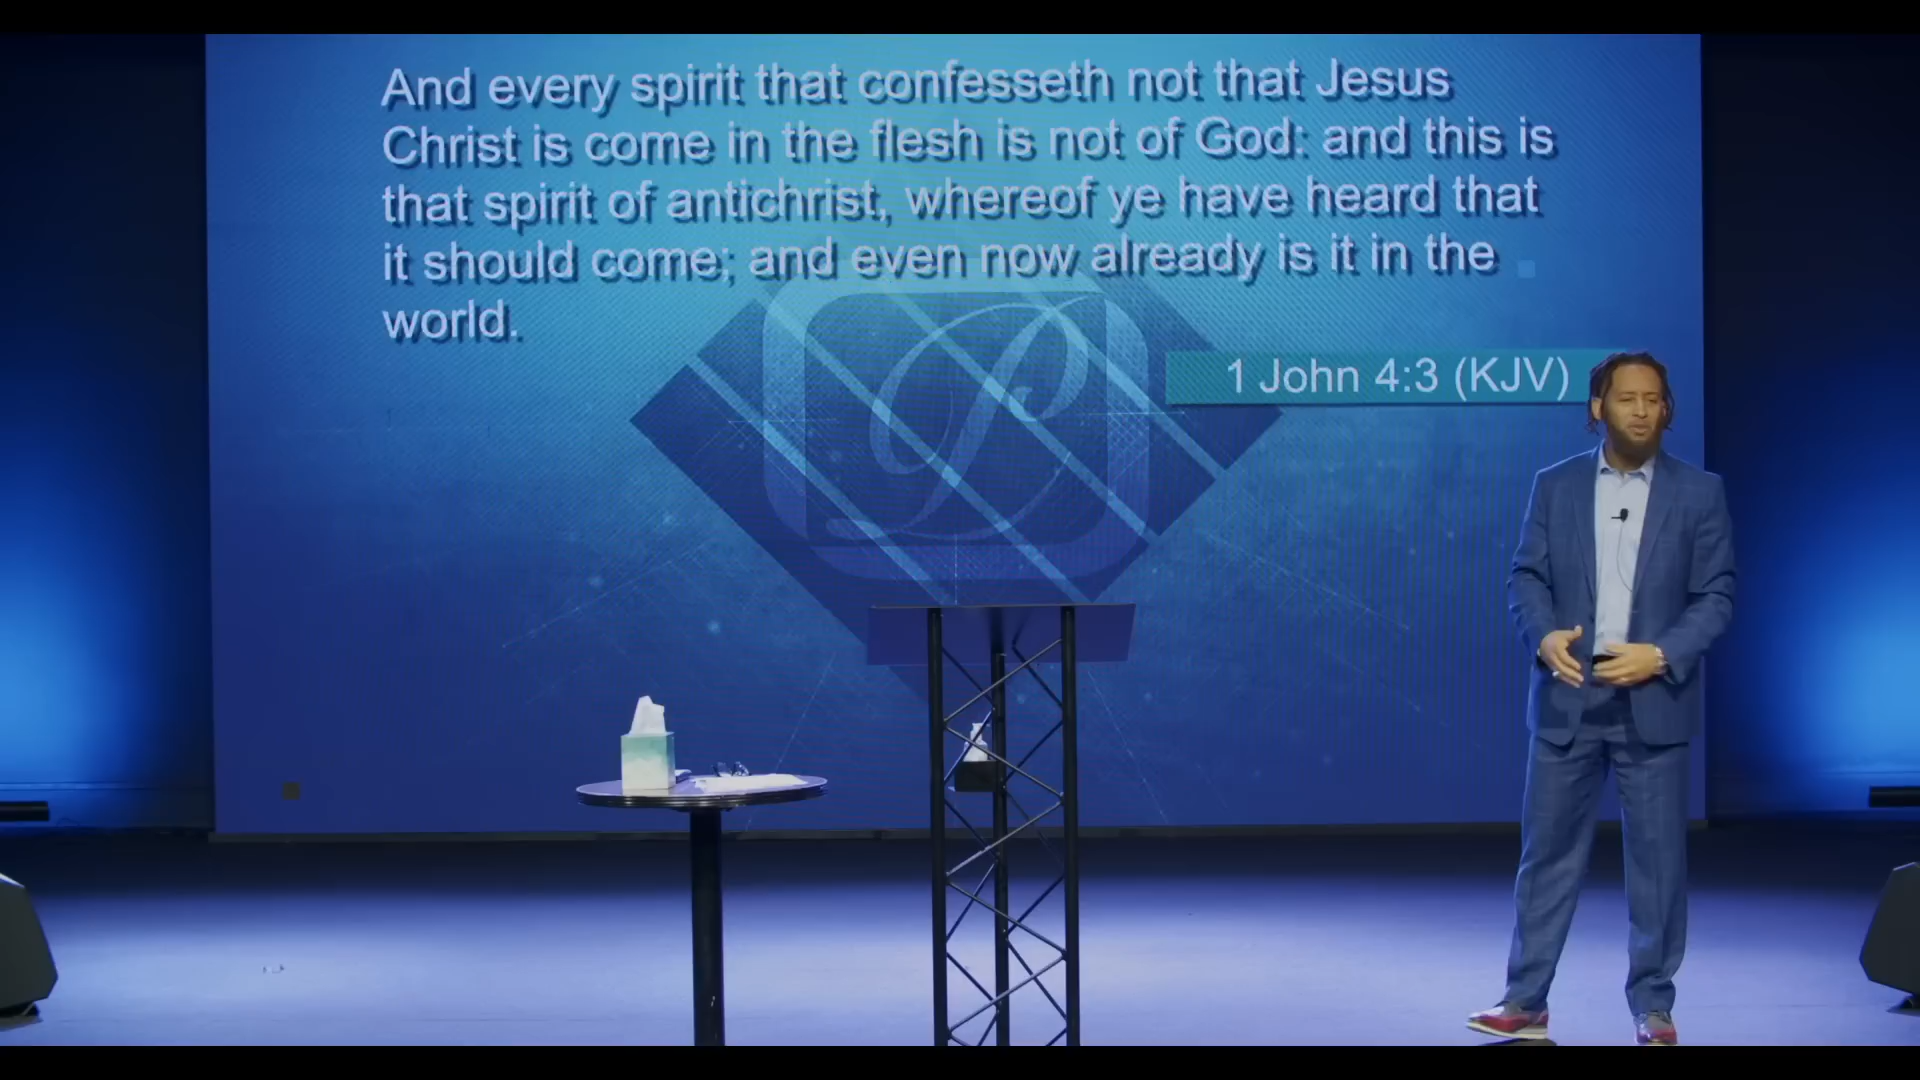 And every spirit that confesseth not that Jesus
Christ is come in the flesh is not of God: and this is
that spirit of antichrist, whereof ye have heard that
it should come; and even now already is it in the
world.
1 John 4:3 (KJV)